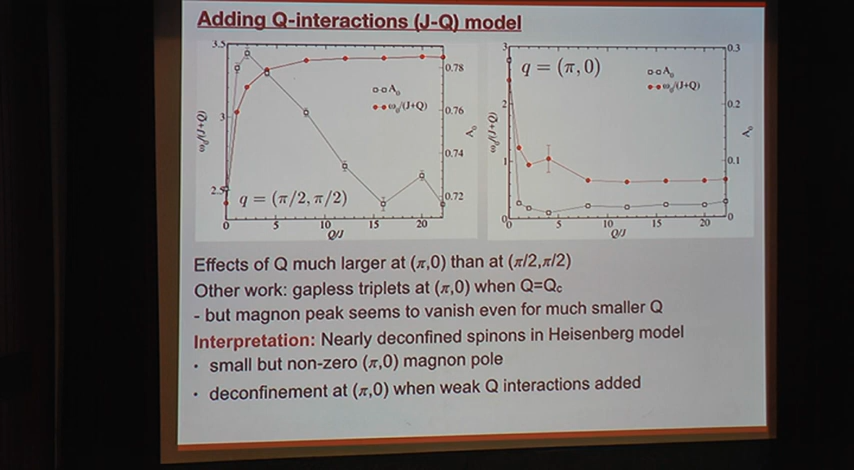 Adding Q-interactions (J-Q) model
3.5
3
2.5
ω₀/(J+Q)
0.78
0.76
0.74
0.72
A₀
A₀
ω₀/(J+Q)
q = (π/2, π/2)
0 5 10 15 20
Q/J
3
2
1
0
ω₀/(J+Q)
0.3
0.2
0.1
0
A₀
q = (π, 0)
A₀
ω₀/(J+Q)
0 5 10 15 20
Q/J
Effects of Q much larger at (π,0) than at (π/2,π/2)
Other work: gapless triplets at (π,0) when Q=Qc
- but magnon peak seems to vanish even for much smaller Q
Interpretation: Nearly deconfined spinons in Heisenberg model
· small but non-zero (π,0) magnon pole
· deconfinement at (π,0) when weak Q interactions added